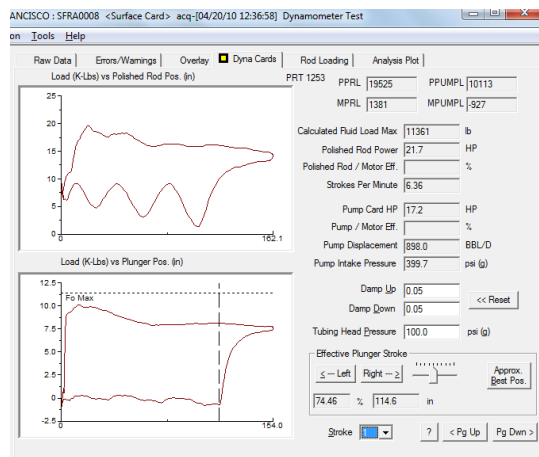 ANCISCO : SFRA0008 <Surface Card> acq-[04/20/10 12:36:58] Dynamometer Test
on Tools Help
Raw Data Errors/Warnings Overlay Dyna Cards Rod Loading Analysis Plot
Load (K-Lbs) vs Polished Rod Pos. (in)
PRT 1253 PPRL 19525 PPUMPL 10113
MPRL 1381 MPUMPL -927
25
20
15
10
5
0
0 162.1
Calculated Fluid Load Max 11361 lb
Polished Rod Power 21.7 HP
Polished Rod / Motor Eff. %
Strokes Per Minute 6.36
Pump Card HP 17.2 HP
Pump / Motor Eff. %
Pump Displacement 898.0 BBL/D
Pump Intake Pressure 399.7 psi (g)
Load (K-Lbs) vs Plunger Pos. (in)
12.5
Fo Max
10.0
7.5
5.0
2.5
0
-2.5
0 154.0
Damp Up 0.05
Damp Down 0.05
<< Reset
Tubing Head Pressure 100.0 psi (g)
Effective Plunger Stroke
< --- Left Right --- >
Approx.
Best Pos.
74.46 % 114.6 in
Stroke 1 ? < Pg Up Pg Dwn >